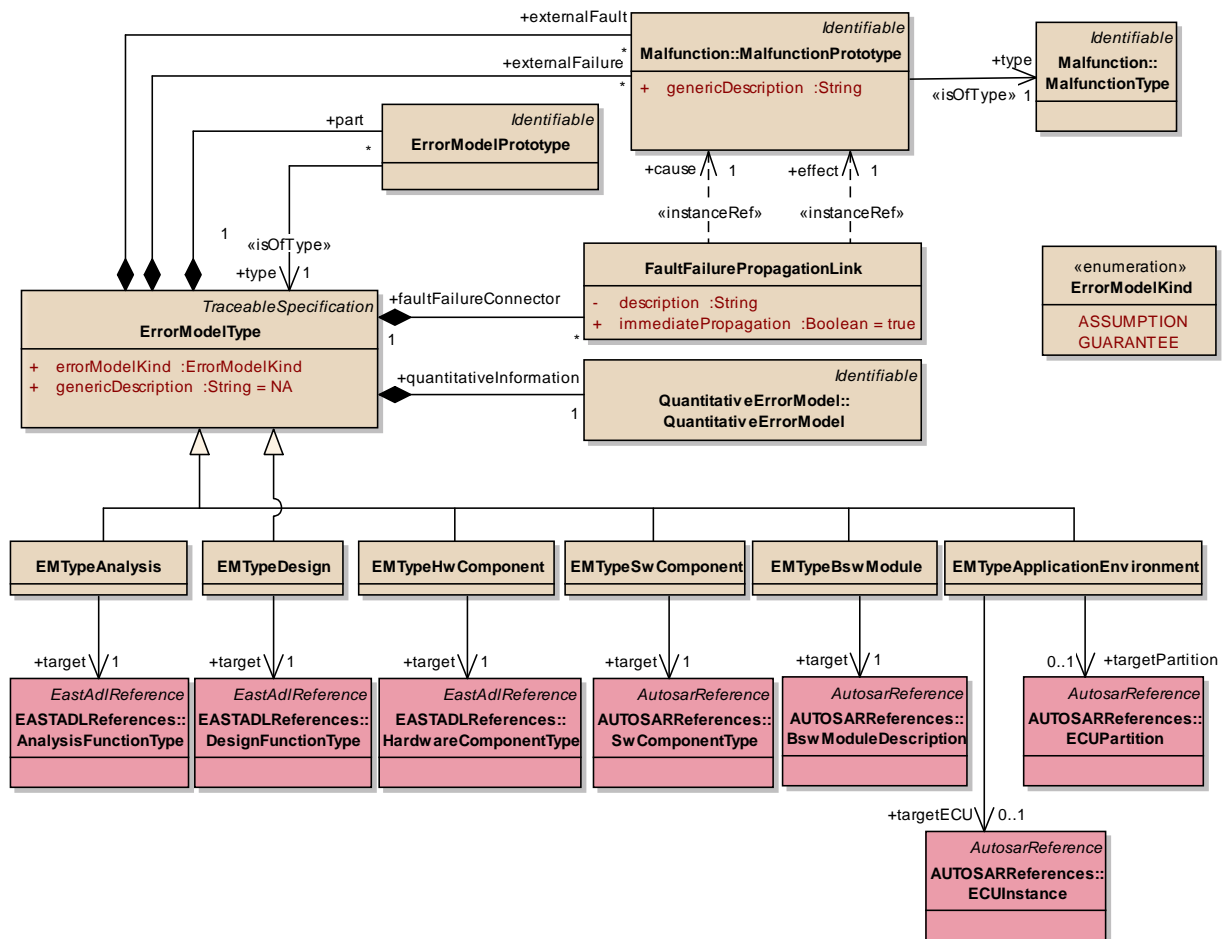 +externalFault
Identifiable
Malfunction::MalfunctionPrototype
+ genericDescription :String
*
+externalFailure
*
+type
«isOfType» 1
Identifiable
Malfunction::
MalfunctionType
+part
*
Identifiable
ErrorModelPrototype
+cause 1
+effect 1
«instanceRef»
«instanceRef»
1
«isOfType»
+type 1
FaultFailurePropagationLink
- description :String
+ immediatePropagation :Boolean = true
«enumeration»
ErrorModelKind
ASSUMPTION
GUARANTEE
TraceableSpecification
ErrorModelType
+ errorModelKind :ErrorModelKind
+ genericDescription :String = NA
+faultFailureConnector
1
*
+quantitativeInformation
1
Identifiable
QuantitativeErrorModel::
QuantitativeErrorModel
EMTypeAnalysis
EMTypeDesign
EMTypeHwComponent
EMTypeSwComponent
EMTypeBswModule
EMTypeApplicationEnvironment
+target 1
+target 1
+target 1
+target 1
+target 1
0..1 +targetPartition
EastAdlReference
EASTADLReferences::
AnalysisFunctionType
EastAdlReference
EASTADLReferences::
DesignFunctionType
EastAdlReference
EASTADLReferences::
HardwareComponentType
AutosarReference
AUTOSARReferences::
SwComponentType
AutosarReference
AUTOSARReferences::
BswModuleDescription
AutosarReference
AUTOSARReferences::
ECUPartition
+targetECU 0..1
AutosarReference
AUTOSARReferences::
ECUInstance